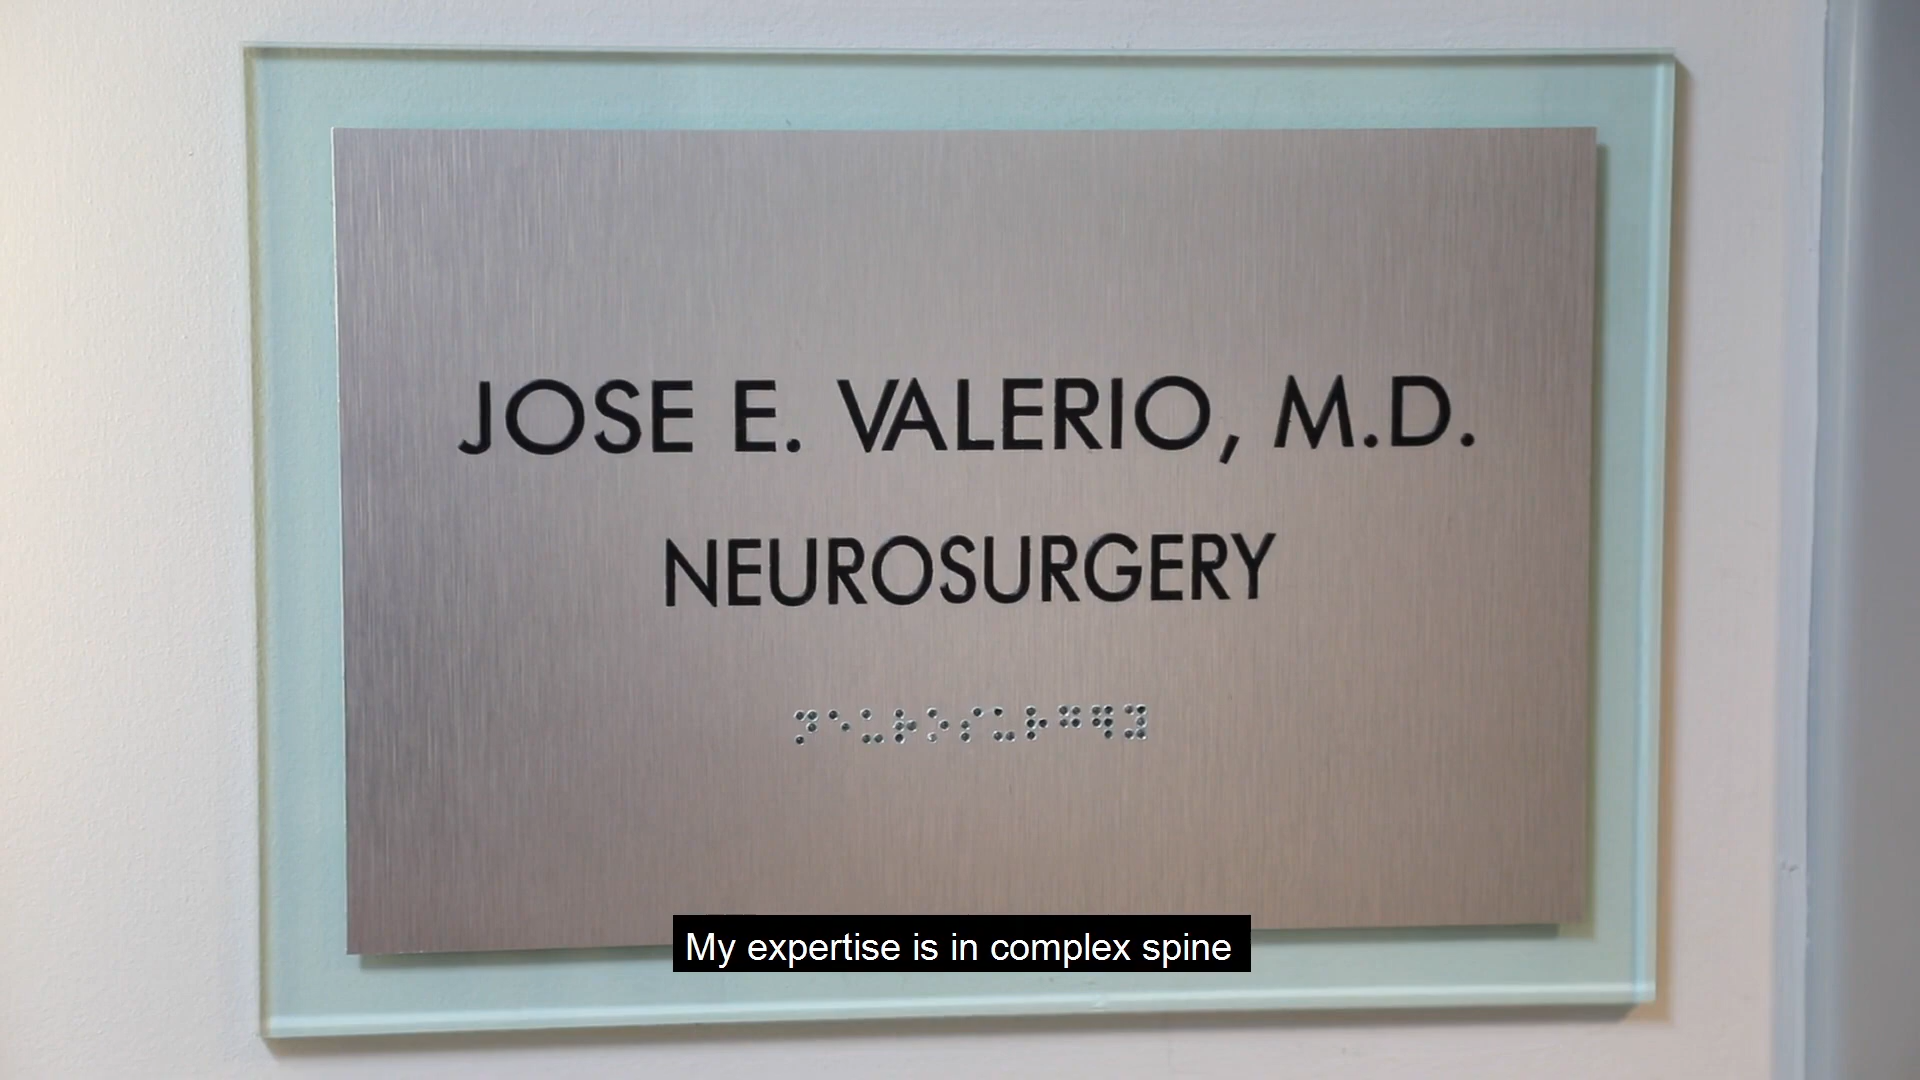 JOSE E. VALERIO, M.D.
NEUROSURGERY
My expertise is in complex spine